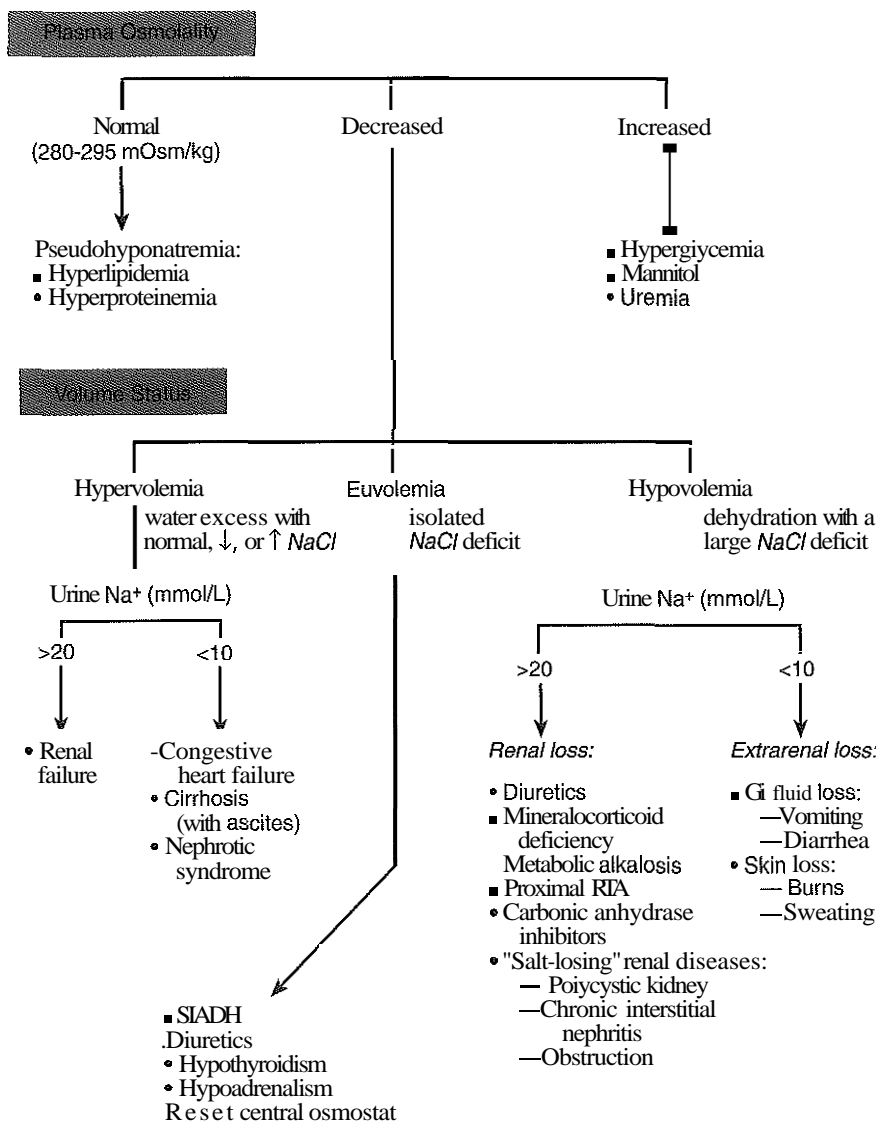 Plasma Osmolality
Normal
(280-295 mOsm/kg)
Decreased
Increased
Pseudohyponatremia:
▪ Hyperlipidemia
• Hyperproteinemia
▪ Hypergiycemia
▪ Mannitol
• Uremia
Volume Status
Hypervolemia
water excess with
normal, ↓, or ↑ NaCl
Euvolemia
isolated
NaCl deficit
Hypovolemia
dehydration with a
large NaCl deficit
Urine Na+ (mmol/L)
>20
<10
• Renal
failure
-Congestive
heart failure
• Cirrhosis
(with ascites)
• Nephrotic
syndrome
Urine Na+ (mmol/L)
>20
<10
Renal loss:
• Diuretics
▪ Mineralocorticoid
deficiency
Metabolic alkalosis
▪ Proximal RTA
• Carbonic anhydrase
inhibitors
• "Salt-losing" renal diseases:
— Poiycystic kidney
—Chronic interstitial
nephritis
—Obstruction
Extrarenal loss:
▪ Gi fluid loss:
—Vomiting
—Diarrhea
• Skin loss:
— Burns
—Sweating
▪ SIADH
.Diuretics
• Hypothyroidism
• Hypoadrenalism
Reset central osmostat